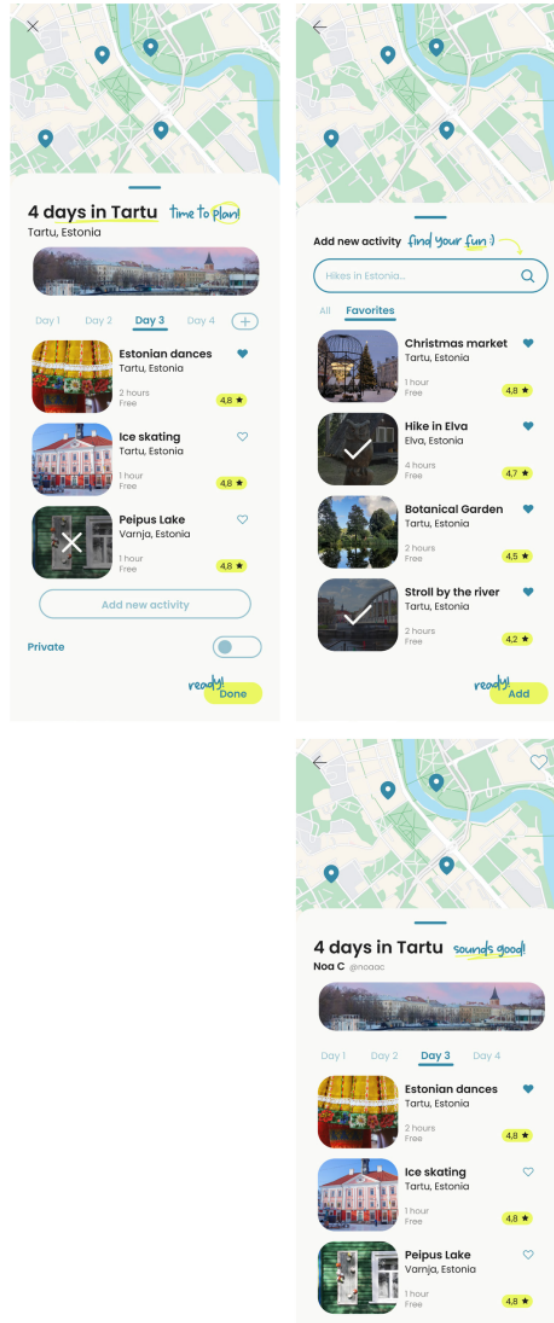 4 days in Tartu time to plan!
Tartu, Estonia
Day 1 Day 2 Day 3 Day 4 +
Estonian dances
Tartu, Estonia
2 hours
Free
4,8 ★
Ice skating
Tartu, Estonia
1 hour
Free
4,8 ★
Peipus Lake
Varnja, Estonia
1 hour
Free
4,8 ★
Add new activity
Private
ready!
Done
Add new activity find your fun :)
Hikes in Estonia..
All Favorites
Christmas market
Tartu, Estonia
1 hour
Free
4,8 ★
Hike in Elva
Elva, Estonia
4 hours
Free
4,7 ★
Botanical Garden
Tartu, Estonia
2 hours
Free
4,5 ★
Stroll by the river
Tartu, Estonia
2 hours
Free
4,2 ★
ready!
Add
4 days in Tartu sounds good!
Noa C @noaac
Day 1 Day 2 Day 3 Day 4
Estonian dances
Tartu, Estonia
2 hours
Free
4,8 ★
Ice skating
Tartu, Estonia
1 hour
Free
4,8 ★
Peipus Lake
Varnja, Estonia
1 hour
Free
4,8 ★